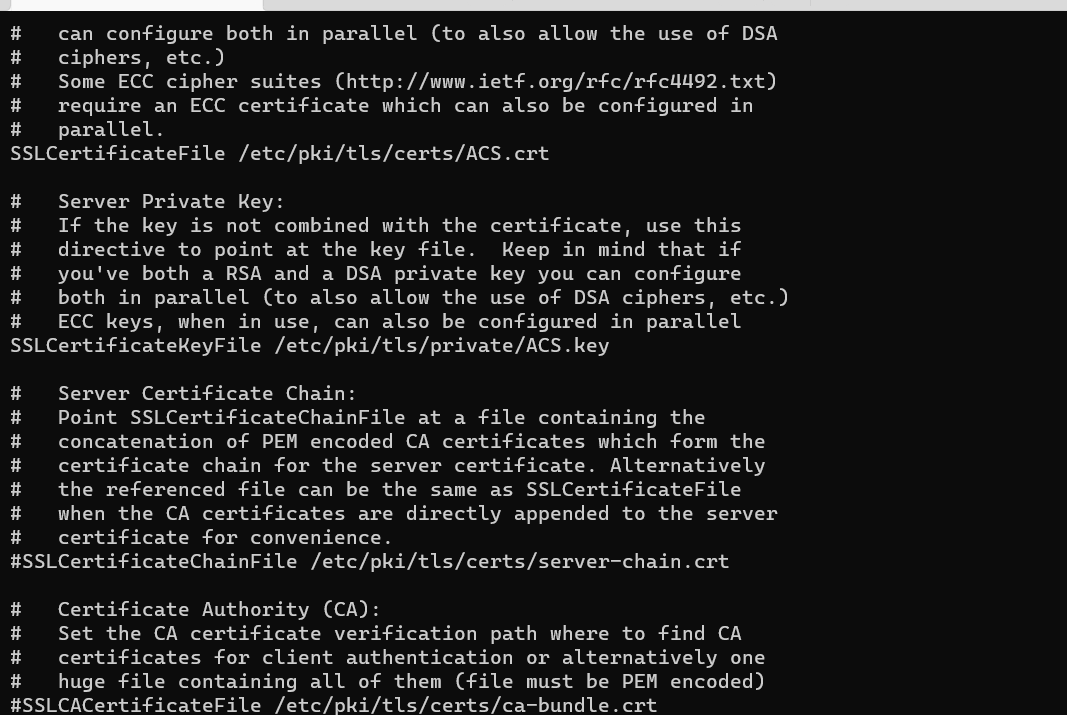 #   can configure both in parallel (to also allow the use of DSA
#   ciphers, etc.)
#   Some ECC cipher suites (http://www.ietf.org/rfc/rfc4492.txt)
#   require an ECC certificate which can also be configured in
#   parallel.
SSLCertificateFile /etc/pki/tls/certs/ACS.crt

#   Server Private Key:
#   If the key is not combined with the certificate, use this
#   directive to point at the key file.  Keep in mind that if
#   you've both a RSA and a DSA private key you can configure
#   both in parallel (to also allow the use of DSA ciphers, etc.)
#   ECC keys, when in use, can also be configured in parallel
SSLCertificateKeyFile /etc/pki/tls/private/ACS.key

#   Server Certificate Chain:
#   Point SSLCertificateChainFile at a file containing the
#   concatenation of PEM encoded CA certificates which form the
#   certificate chain for the server certificate. Alternatively
#   the referenced file can be the same as SSLCertificateFile
#   when the CA certificates are directly appended to the server
#   certificate for convenience.
#SSLCertificateChainFile /etc/pki/tls/certs/server-chain.crt

#   Certificate Authority (CA):
#   Set the CA certificate verification path where to find CA
#   certificates for client authentication or alternatively one
#   huge file containing all of them (file must be PEM encoded)
#SSLCACertificateFile /etc/pki/tls/certs/ca-bundle.crt